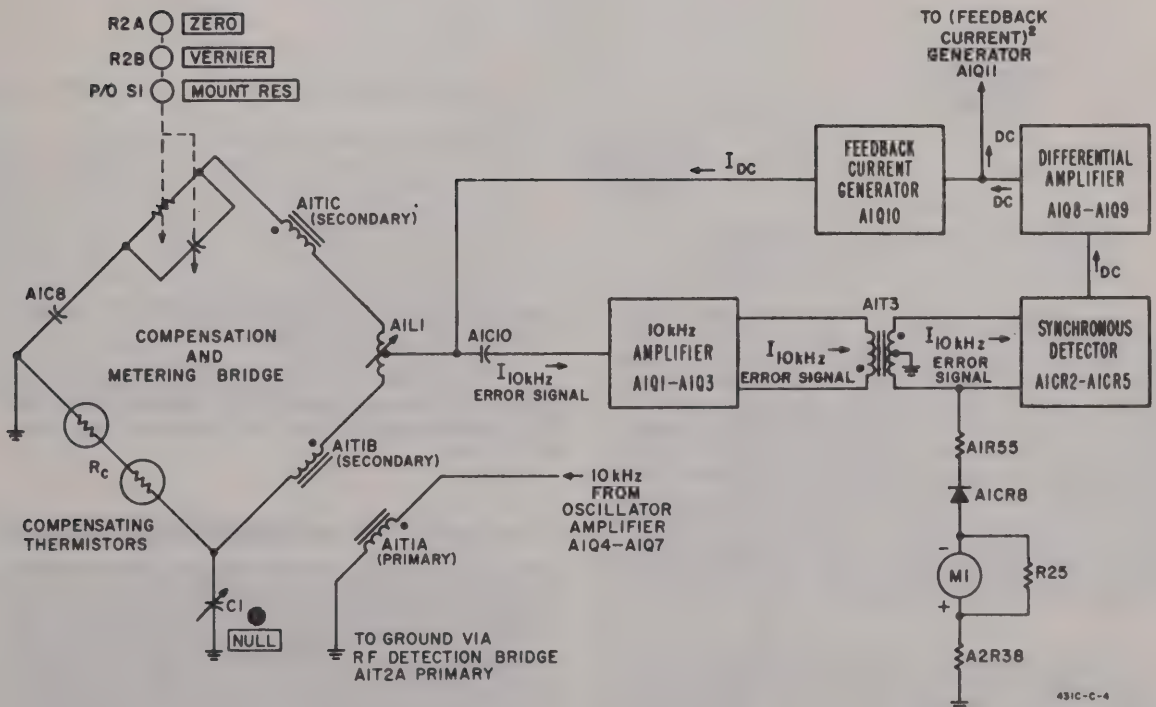 R2A ZERO
R2B VERNIER
P/O S1 MOUNT RES
TO (FEEDBACK
CURRENT)²
GENERATOR
A1Q11
DC
DC
I DC
FEEDBACK
CURRENT
GENERATOR
A1Q10
DIFFERENTIAL
AMPLIFIER
A1Q8-A1Q9
DC
A1T1C
(SECONDARY)
A1C8
COMPENSATION
AND
METERING BRIDGE
A1L1
A1C10
I 10kHz
ERROR SIGNAL
10kHz
AMPLIFIER
A1Q1-A1Q3
I 10kHz
ERROR SIGNAL
A1T3
I 10kHz
ERROR
SIGNAL
SYNCHRONOUS
DETECTOR
A1CR2-A1CR5
RC
COMPENSATING
THERMISTORS
A1T1B
(SECONDARY)
A1T1A
(PRIMARY)
10kHz
FROM
OSCILLATOR
AMPLIFIER
A1Q4-A1Q7
A1R55
A1CR8
-
M1
+
R25
A2R38
C1
NULL
TO GROUND VIA
RF DETECTION BRIDGE
A1T2A PRIMARY
431C-C-4